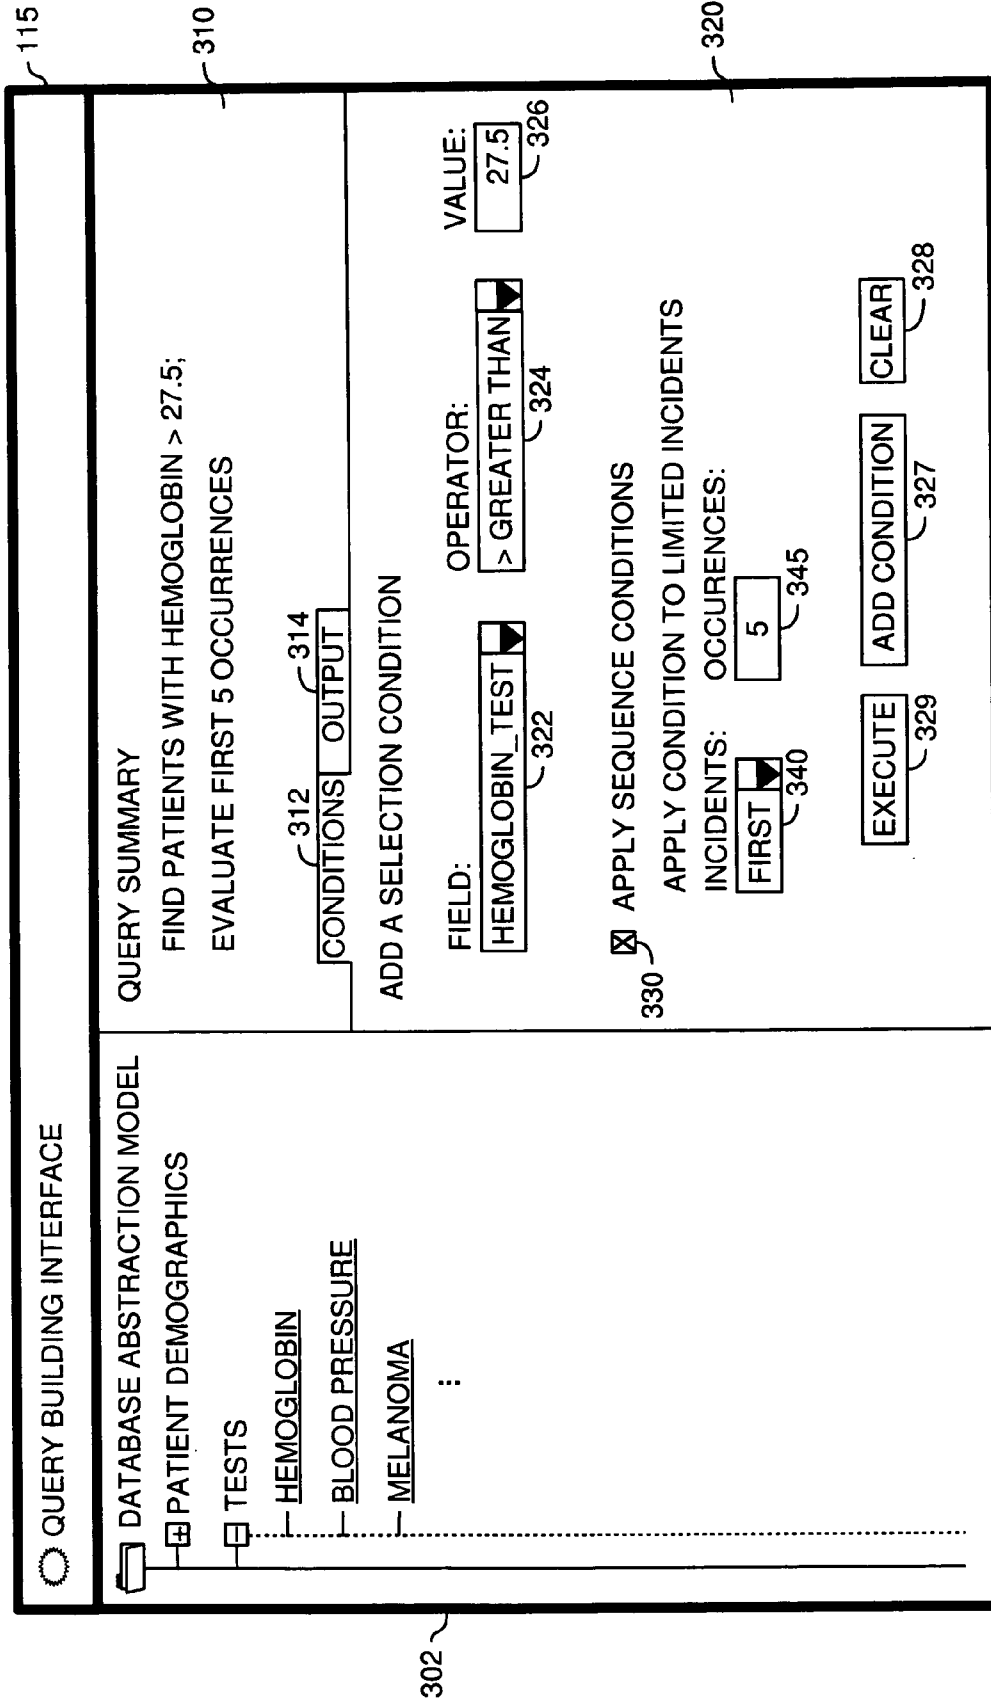 115
QUERY BUILDING INTERFACE
302
DATABASE ABSTRACTION MODEL
+ PATIENT DEMOGRAPHICS
- TESTS
HEMOGLOBIN
BLOOD PRESSURE
MELANOMA
...
310
QUERY SUMMARY
FIND PATIENTS WITH HEMOGLOBIN > 27.5;
EVALUATE FIRST 5 OCCURRENCES
312
314
CONDITIONS OUTPUT
320
ADD A SELECTION CONDITION
FIELD: OPERATOR: VALUE:
HEMOGLOBIN_TEST > GREATER THAN 27.5
322 324 326
X APPLY SEQUENCE CONDITIONS
330
APPLY CONDITION TO LIMITED INCIDENTS
INCIDENTS: OCCURENCES:
FIRST 5
340 345
EXECUTE ADD CONDITION CLEAR
329 327 328